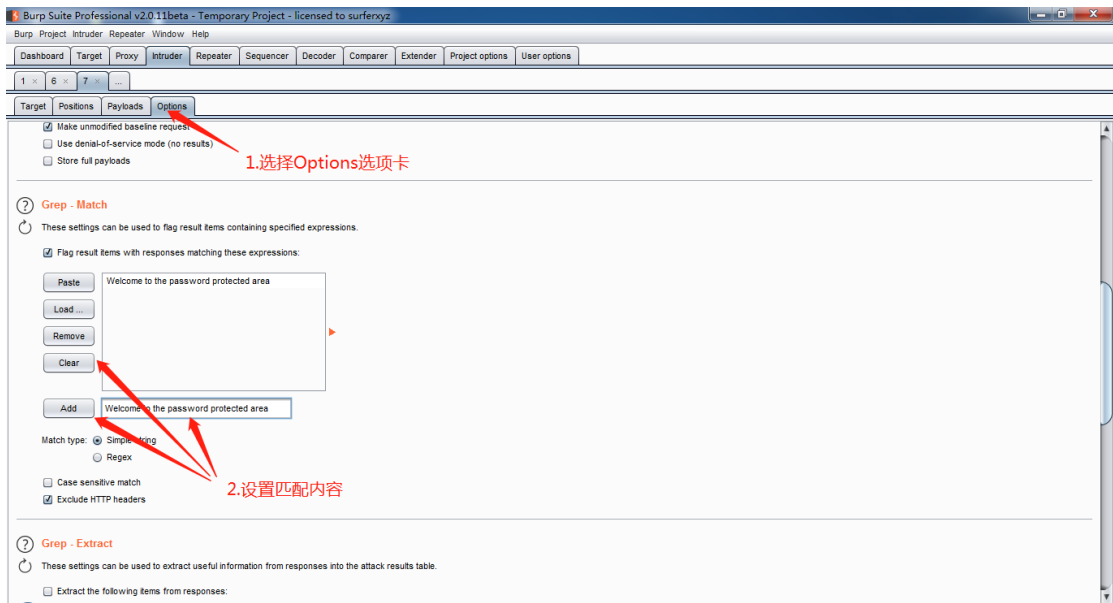 Burp Suite Professional v2.0.11beta - Temporary Project - licensed to surferxyz
Burp Project Intruder Repeater Window Help
Dashboard Target Proxy Intruder Repeater Sequencer Decoder Comparer Extender Project options User options
1 × 6 × 7 × ...
Target Positions Payloads Options
Make unmodified baseline request
Use denial-of-service mode (no results)
Store full payloads
1.选择Options选项卡
? Grep - Match
These settings can be used to flag result items containing specified expressions.
Flag result items with responses matching these expressions:
Paste
Welcome to the password protected area
Load ...
Remove
Clear
Add
Welcome to the password protected area
Match type: Simple string
Regex
Case sensitive match
2.设置匹配内容
Exclude HTTP headers
? Grep - Extract
These settings can be used to extract useful information from responses into the attack results table.
Extract the following items from responses: